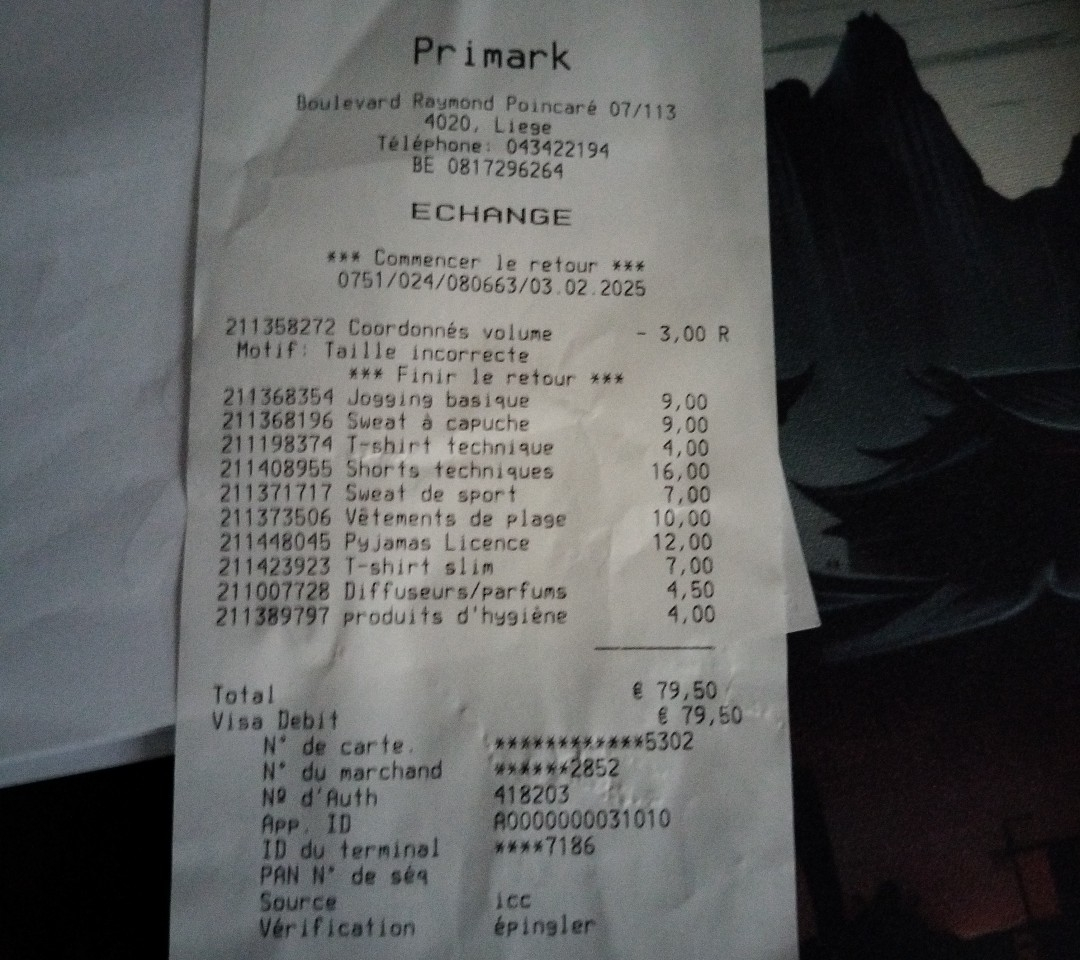 Primark
Boulevard Raymond Poincaré 07/113
4020, Liege
Téléphone: 043422194
BE 0817296264
ECHANGE
*** Commencer le retour ***
0751/024/080663/03.02.2025
211358272 Coordonnés volume - 3,00 R
Motif: Taille incorrecte
*** Finir le retour ***
211368354 Jogging basique 9,00
211368196 Sweat à capuche 9,00
211198374 T-shirt technique 4,00
211408955 Shorts techniques 16,00
211371717 Sweat de sport 7,00
211373506 Vêtements de plage 10,00
211448045 Pyjamas Licence 12,00
211423923 T-shirt slim 7,00
211007728 Diffuseurs/parfums 4,50
211389797 produits d'hygiène 4,00
Total € 79,50
Visa Debit € 79,50
N° de carte. ************5302
N° du marchand ******2852
Nº d'Auth 418203
App. ID A0000000031010
ID du terminal ****7186
PAN N° de séq
Source icc
Vérification épingler